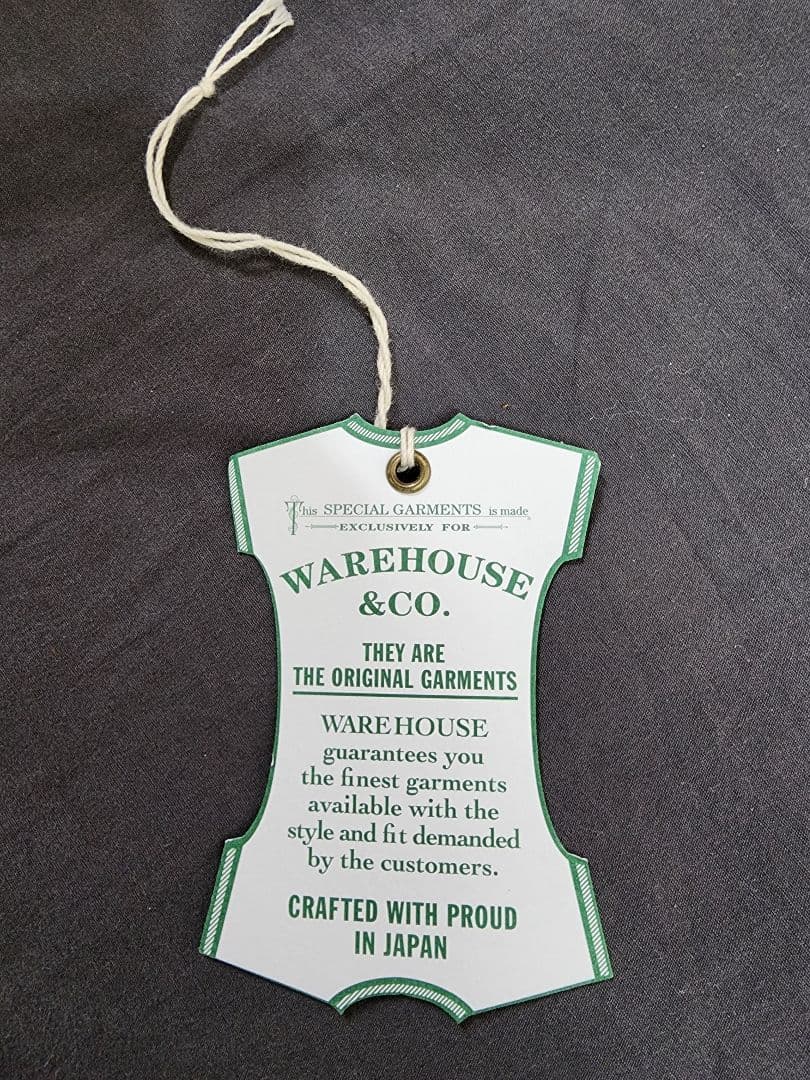 This SPECIAL GARMENTS is made
EXCLUSIVELY FOR
WAREHOUSE
&CO.
THEY ARE
THE ORIGINAL GARMENTS
WAREHOUSE
guarantees you
the finest garments
available with the
style and fit demanded
by the customers.
CRAFTED WITH PROUD
IN JAPAN